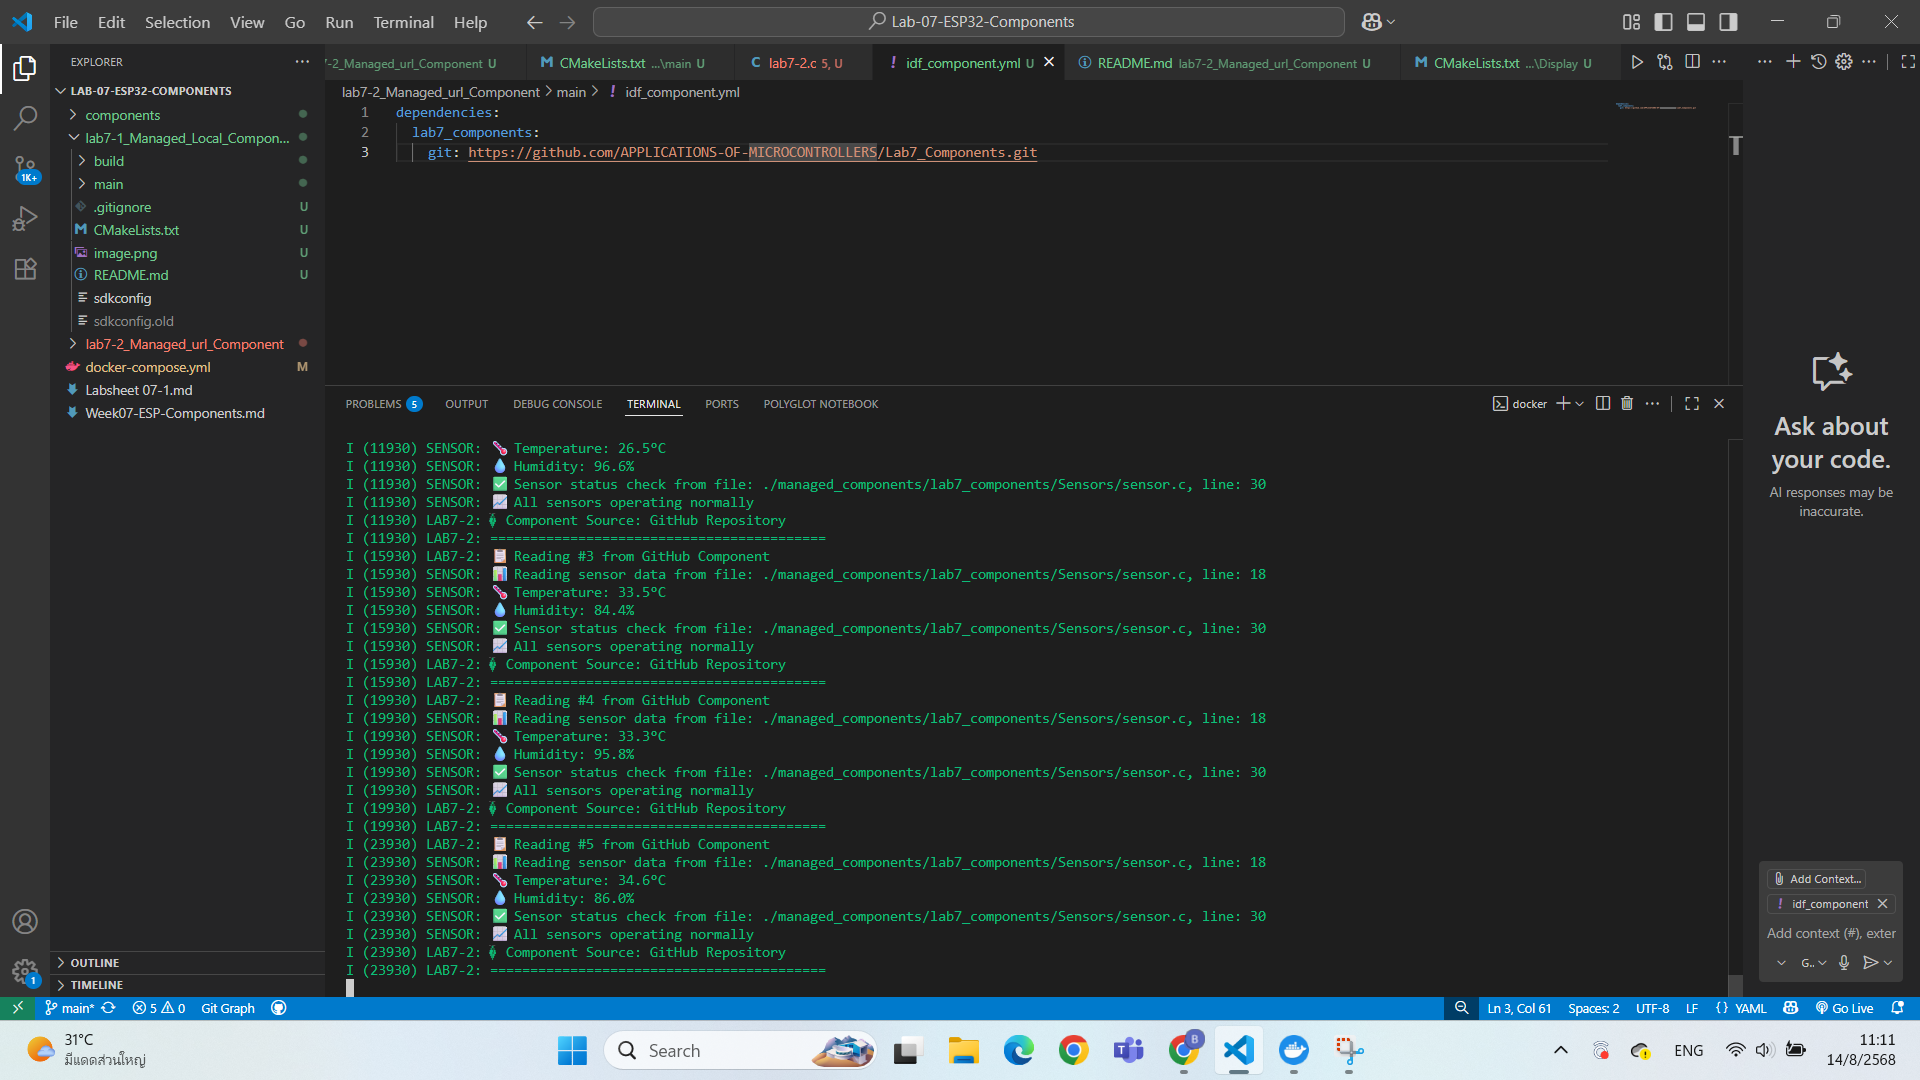 File Edit Selection View Go Run Terminal Help
Lab-07-ESP32-Components
EXPLORER
LAB-07-ESP32-COMPONENTS
components
lab7-1_Managed_Local_Compon...
build
main
.gitignore U
CMakeLists.txt U
image.png U
README.md U
sdkconfig
sdkconfig.old
lab7-2_Managed_url_Component
docker-compose.yml M
Labsheet 07-1.md
Week07-ESP-Components.md
OUTLINE
TIMELINE
1K+
1
7-2_Managed_url_Component U
CMakeLists.txt ...\main U
lab7-2.c 5, U
idf_component.yml U
README.md lab7-2_Managed_url_Component U
CMakeLists.txt ...\Display U
lab7-2_Managed_url_Component > main > ! idf_component.yml
1 dependencies:
2 lab7_components:
3 git: https://github.com/APPLICATIONS-OF-MICROCONTROLLERS/Lab7_Components.git
PROBLEMS 5 OUTPUT DEBUG CONSOLE TERMINAL PORTS POLYGLOT NOTEBOOK
docker
I (11930) SENSOR: 🌡️ Temperature: 26.5°C
I (11930) SENSOR: 💧 Humidity: 96.6%
I (11930) SENSOR: ✅ Sensor status check from file: ./managed_components/lab7_components/Sensors/sensor.c, line: 30
I (11930) SENSOR: 📈 All sensors operating normally
I (11930) LAB7-2: Component Source: GitHub Repository
I (11930) LAB7-2: ==========================================
I (15930) LAB7-2: 📋 Reading #3 from GitHub Component
I (15930) SENSOR: 📊 Reading sensor data from file: ./managed_components/lab7_components/Sensors/sensor.c, line: 18
I (15930) SENSOR: 🌡️ Temperature: 33.5°C
I (15930) SENSOR: 💧 Humidity: 84.4%
I (15930) SENSOR: ✅ Sensor status check from file: ./managed_components/lab7_components/Sensors/sensor.c, line: 30
I (15930) SENSOR: 📈 All sensors operating normally
I (15930) LAB7-2: Component Source: GitHub Repository
I (15930) LAB7-2: ==========================================
I (19930) LAB7-2: 📋 Reading #4 from GitHub Component
I (19930) SENSOR: 📊 Reading sensor data from file: ./managed_components/lab7_components/Sensors/sensor.c, line: 18
I (19930) SENSOR: 🌡️ Temperature: 33.3°C
I (19930) SENSOR: 💧 Humidity: 95.8%
I (19930) SENSOR: ✅ Sensor status check from file: ./managed_components/lab7_components/Sensors/sensor.c, line: 30
I (19930) SENSOR: 📈 All sensors operating normally
I (19930) LAB7-2: Component Source: GitHub Repository
I (19930) LAB7-2: ==========================================
I (23930) LAB7-2: 📋 Reading #5 from GitHub Component
I (23930) SENSOR: 📊 Reading sensor data from file: ./managed_components/lab7_components/Sensors/sensor.c, line: 18
I (23930) SENSOR: 🌡️ Temperature: 34.6°C
I (23930) SENSOR: 💧 Humidity: 86.0%
I (23930) SENSOR: ✅ Sensor status check from file: ./managed_components/lab7_components/Sensors/sensor.c, line: 30
I (23930) SENSOR: 📈 All sensors operating normally
I (23930) LAB7-2: Component Source: GitHub Repository
I (23930) LAB7-2: ==========================================
Ask about
your code.
AI responses may be
inaccurate.
Add Context...
! idf_component
Add context (#), exter
G..
main* 5 0 Git Graph
Ln 3, Col 61 Spaces: 2 UTF-8 LF {} YAML Go Live
31°C
มีแดดส่วนใหญ่
Search
B
ENG
11:11
14/8/2568